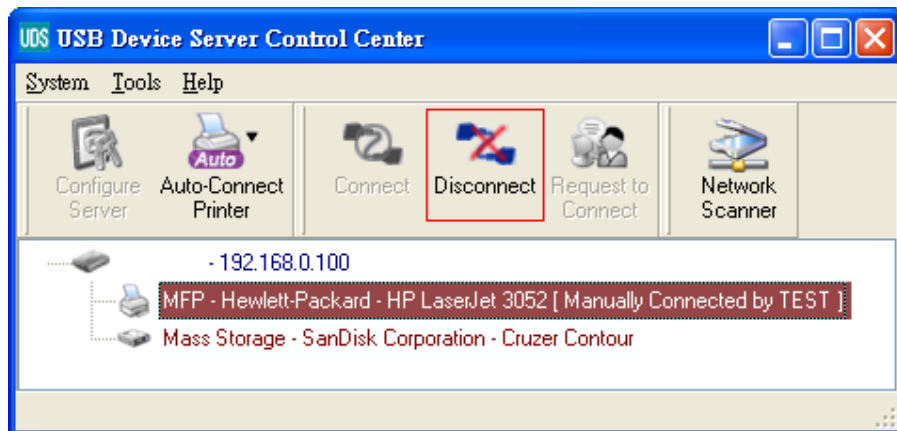 UDS USB Device Server Control Center
System Tools Help
Auto
Configure Server
Auto-Connect Printer
Connect
Disconnect
Request to Connect
Network Scanner
- 192.168.0.100
MFP - Hewlett-Packard - HP LaserJet 3052 [ Manually Connected by TEST ]
Mass Storage - SanDisk Corporation - Cruzer Contour